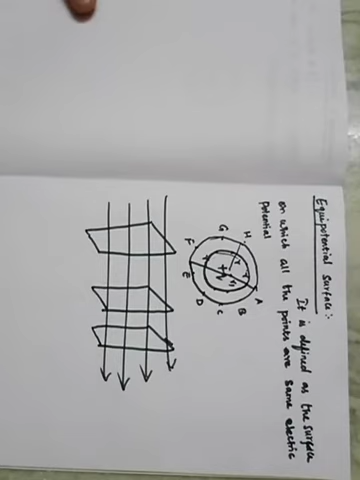 Equipotential Surface :-
It is defined as the surface
on which all the points are same electric
potential
A
B
C
D
E
F
G
H
r
r
r
+q